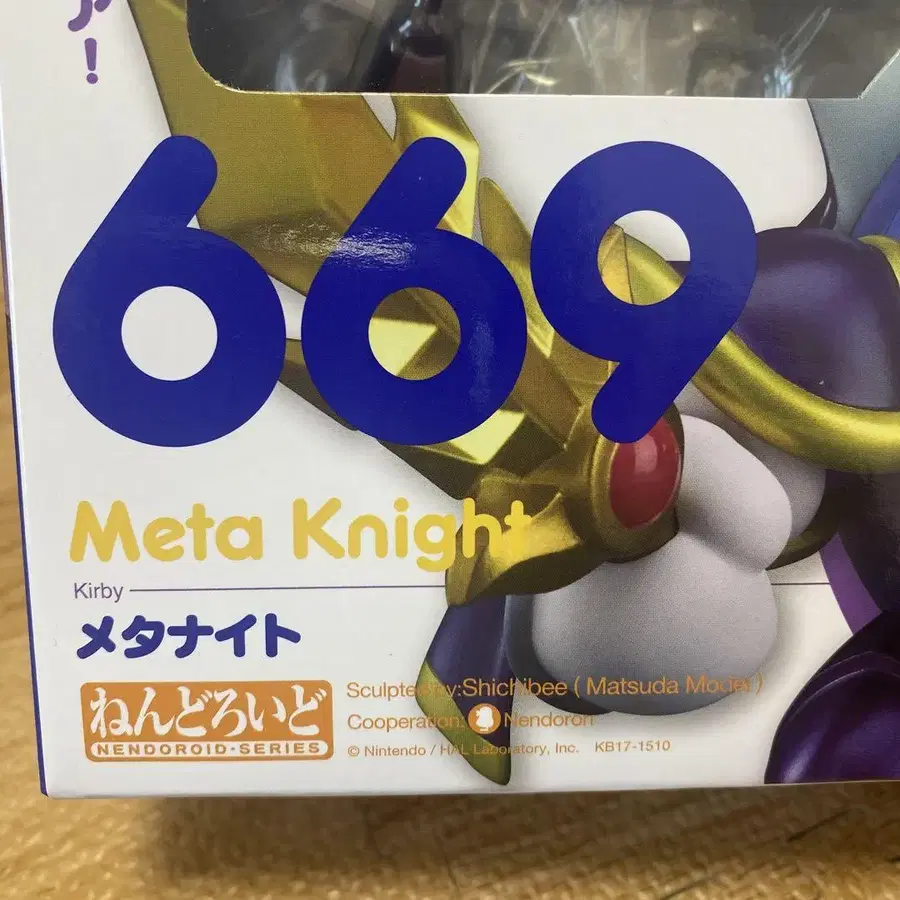 ！
669
Meta Knight
Kirby
メタナイト
ねんどろいど
NENDOROID・SERIES
Sculpted by:Shichibee ( Matsuda Model )
Cooperation: Nendoron
© Nintendo / HAL Laboratory, Inc. KB17-1510